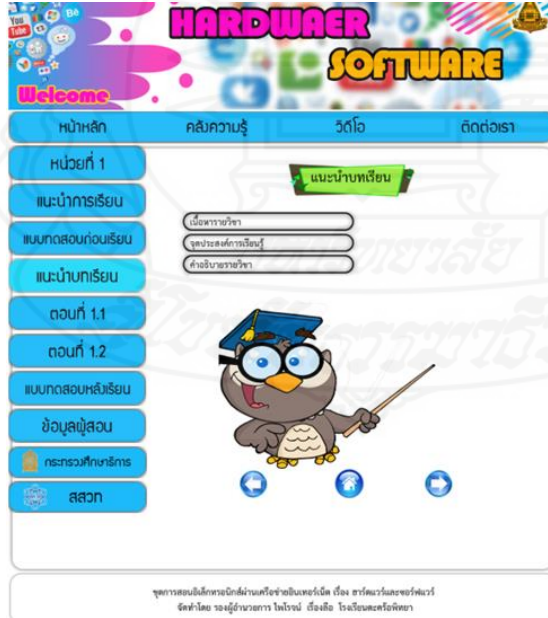 You
Tube
Be
HARDWAER
SOFTWARE
Welcome
หน้าหลัก คลังความรู้ วิดีโอ ติดต่อเรา
หน่วยที่ 1
แนะนำการเรียน
แบบทดสอบก่อนเรียน
แนะนำบทเรียน
ตอนที่ 1.1
ตอนที่ 1.2
แบบทดสอบหลังเรียน
ข้อมูลผู้สอน
กระทรวงศึกษาธิการ
สสวท
แนะนำบทเรียน
เนื้อหารายวิชา
จุดประสงค์การเรียนรู้
คำอธิบายรายวิชา
ชุดการสอนอิเล็กทรอนิกส์ผ่านเครือข่ายอินเทอร์เน็ต เรื่อง ฮาร์ดแวร์และซอร์ฟแวร์
จัดทำโดย รองผู้อำนวยการ ไพโรจน์ เรืองลือ โรงเรียนตะคร้อพิทยา